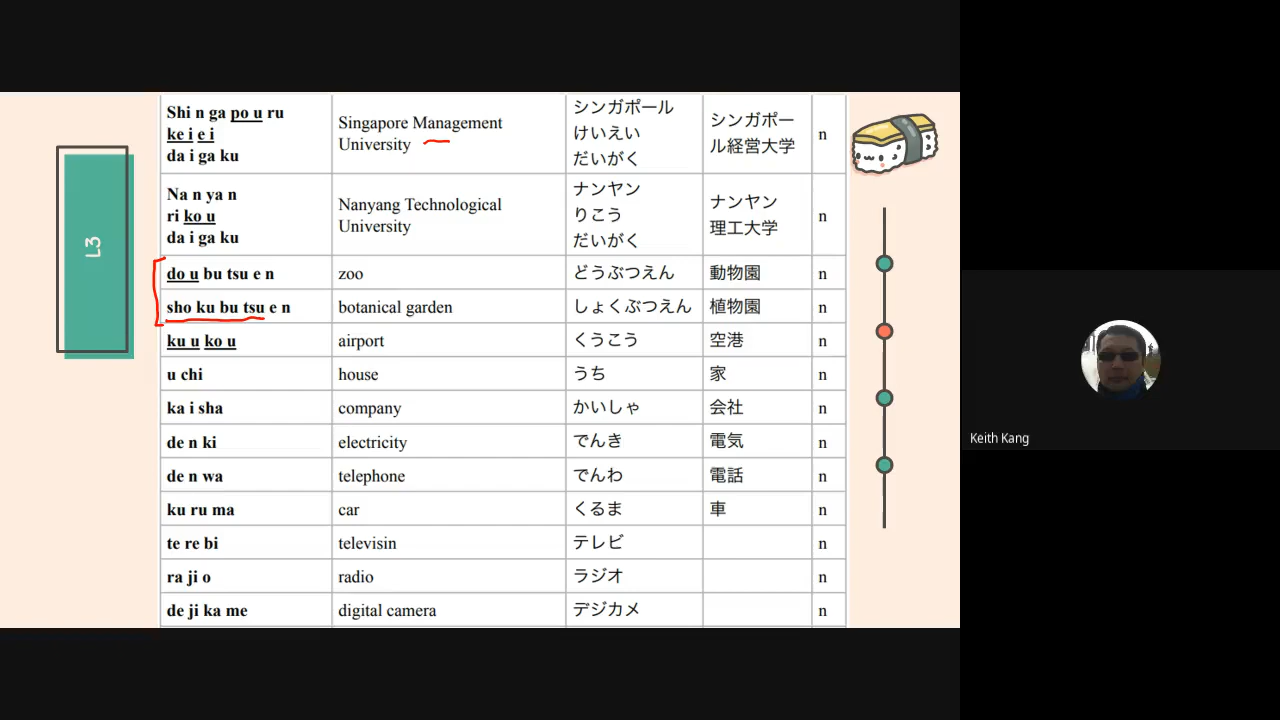 L3
Shi n ga po u ru
ke i e i
da i ga ku
Singapore Management
University
シンガポール
けいえい
だいがく
シンガポー
ル経営大学
n
Na n ya n
ri ko u
da i ga ku
Nanyang Technological
University
ナンヤン
りこう
だいがく
ナンヤン
理工大学
n
do u bu tsu e n zoo どうぶつえん 動物園 n
sho ku bu tsu e n botanical garden しょくぶつえん 植物園 n
ku u ko u airport くうこう 空港 n
u chi house うち 家 n
ka i sha company かいしゃ 会社 n
de n ki electricity でんき 電気 n
de n wa telephone でんわ 電話 n
ku ru ma car くるま 車 n
te re bi televisin テレビ n
ra ji o radio ラジオ n
de ji ka me digital camera デジカメ n
Keith Kang